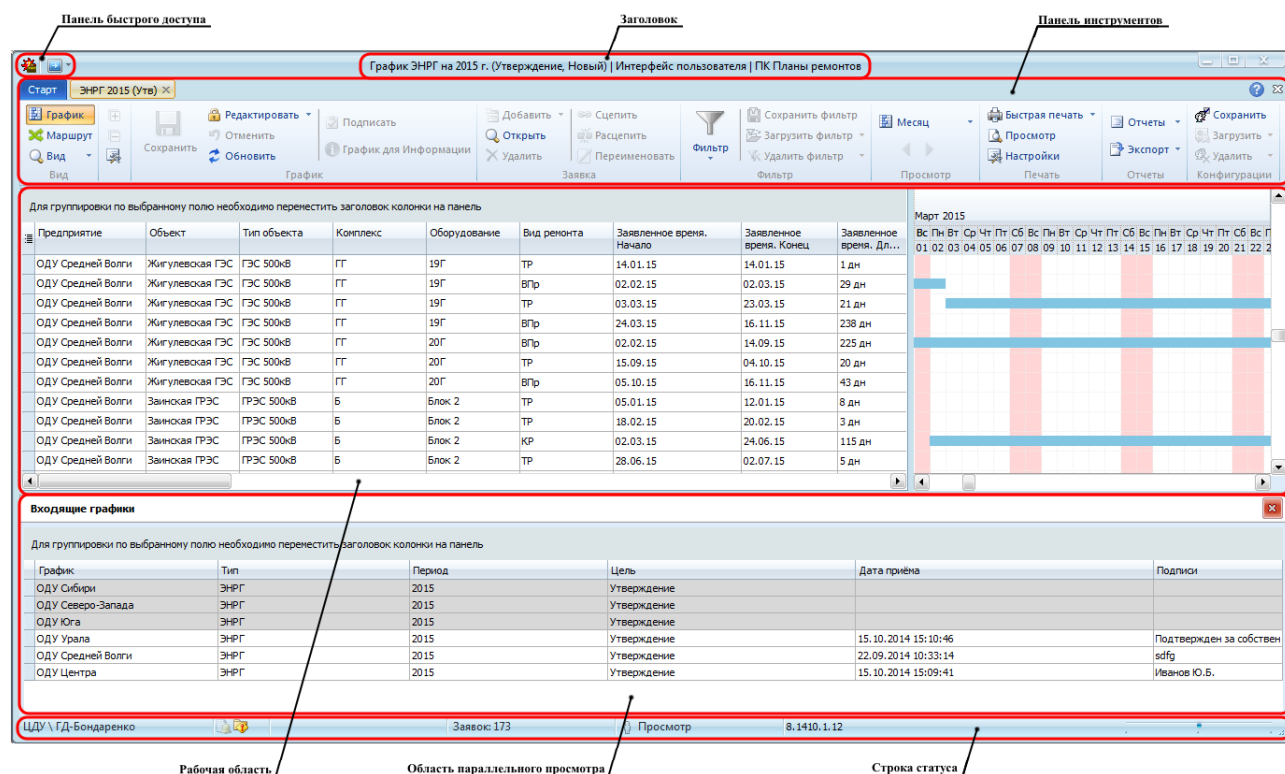 Панель быстрого доступа Заголовок Панель инструментов
График ЭНРГ на 2015 г. (Утверждение, Новый) | Интерфейс пользователя | ПК Планы ремонтов
Старт ЭНРГ 2015 (Утв)
График Редактировать Подписать Добавить Сцепить Сохранить фильтр Месяц Быстрая печать Отчеты Сохранить
Маршрут Сохранить Отменить Открыть Расцепить Фильтр Загрузить фильтр Просмотр Экспорт Загрузить
Вид Обновить График для Информации Удалить Переименовать Удалить фильтр Настройки Удалить
Вид График Заявка Фильтр Просмотр Печать Отчеты Конфигурации
Для группировки по выбранному полю необходимо переместить заголовок колонки на панель
Март 2015
Предприятие Объект Тип объекта Комплекс Оборудование Вид ремонта Заявленное время. Начало Заявленное время. Конец Заявленное время. Дл...
Вс Пн Вт Ср Чт Пт Сб Вс Пн Вт Ср Чт Пт Сб Вс Пн Вт Ср Чт Пт Сб Вс
01 02 03 04 05 06 07 08 09 10 11 12 13 14 15 16 17 18 19 20 21 22 2
ОДУ Средней Волги Жигулевская ГЭС ГЭС 500кВ ГГ 19Г ТР 14.01.15 14.01.15 1 дн
ОДУ Средней Волги Жигулевская ГЭС ГЭС 500кВ ГГ 19Г ВПр 02.02.15 02.03.15 29 дн
ОДУ Средней Волги Жигулевская ГЭС ГЭС 500кВ ГГ 19Г ТР 03.03.15 23.03.15 21 дн
ОДУ Средней Волги Жигулевская ГЭС ГЭС 500кВ ГГ 19Г ВПр 24.03.15 16.11.15 238 дн
ОДУ Средней Волги Жигулевская ГЭС ГЭС 500кВ ГГ 20Г ВПр 02.02.15 14.09.15 225 дн
ОДУ Средней Волги Жигулевская ГЭС ГЭС 500кВ ГГ 20Г ТР 15.09.15 04.10.15 20 дн
ОДУ Средней Волги Жигулевская ГЭС ГЭС 500кВ ГГ 20Г ВПр 05.10.15 16.11.15 43 дн
ОДУ Средней Волги Заинская ГРЭС ГРЭС 500кВ Б Блок 2 ТР 05.01.15 12.01.15 8 дн
ОДУ Средней Волги Заинская ГРЭС ГРЭС 500кВ Б Блок 2 ТР 18.02.15 20.02.15 3 дн
ОДУ Средней Волги Заинская ГРЭС ГРЭС 500кВ Б Блок 2 КР 02.03.15 24.06.15 115 дн
ОДУ Средней Волги Заинская ГРЭС ГРЭС 500кВ Б Блок 2 ТР 28.06.15 02.07.15 5 дн
Входящие графики
Для группировки по выбранному полю необходимо переместить заголовок колонки на панель
График Тип Период Цель Дата приёма Подписи
ОДУ Сибири ЭНРГ 2015 Утверждение
ОДУ Северо-Запада ЭНРГ 2015 Утверждение
ОДУ Юга ЭНРГ 2015 Утверждение
ОДУ Урала ЭНРГ 2015 Утверждение 15.10.2014 15:10:46 Подтвержден за собствен
ОДУ Средней Волги ЭНРГ 2015 Утверждение 22.09.2014 10:33:14 sdfg
ОДУ Центра ЭНРГ 2015 Утверждение 15.10.2014 15:09:41 Иванов Ю.Б.
ЦДУ \ ГД-Бондаренко Заявок: 173 Просмотр 8.1410.1.12
Рабочая область Область параллельного просмотра Строка статуса